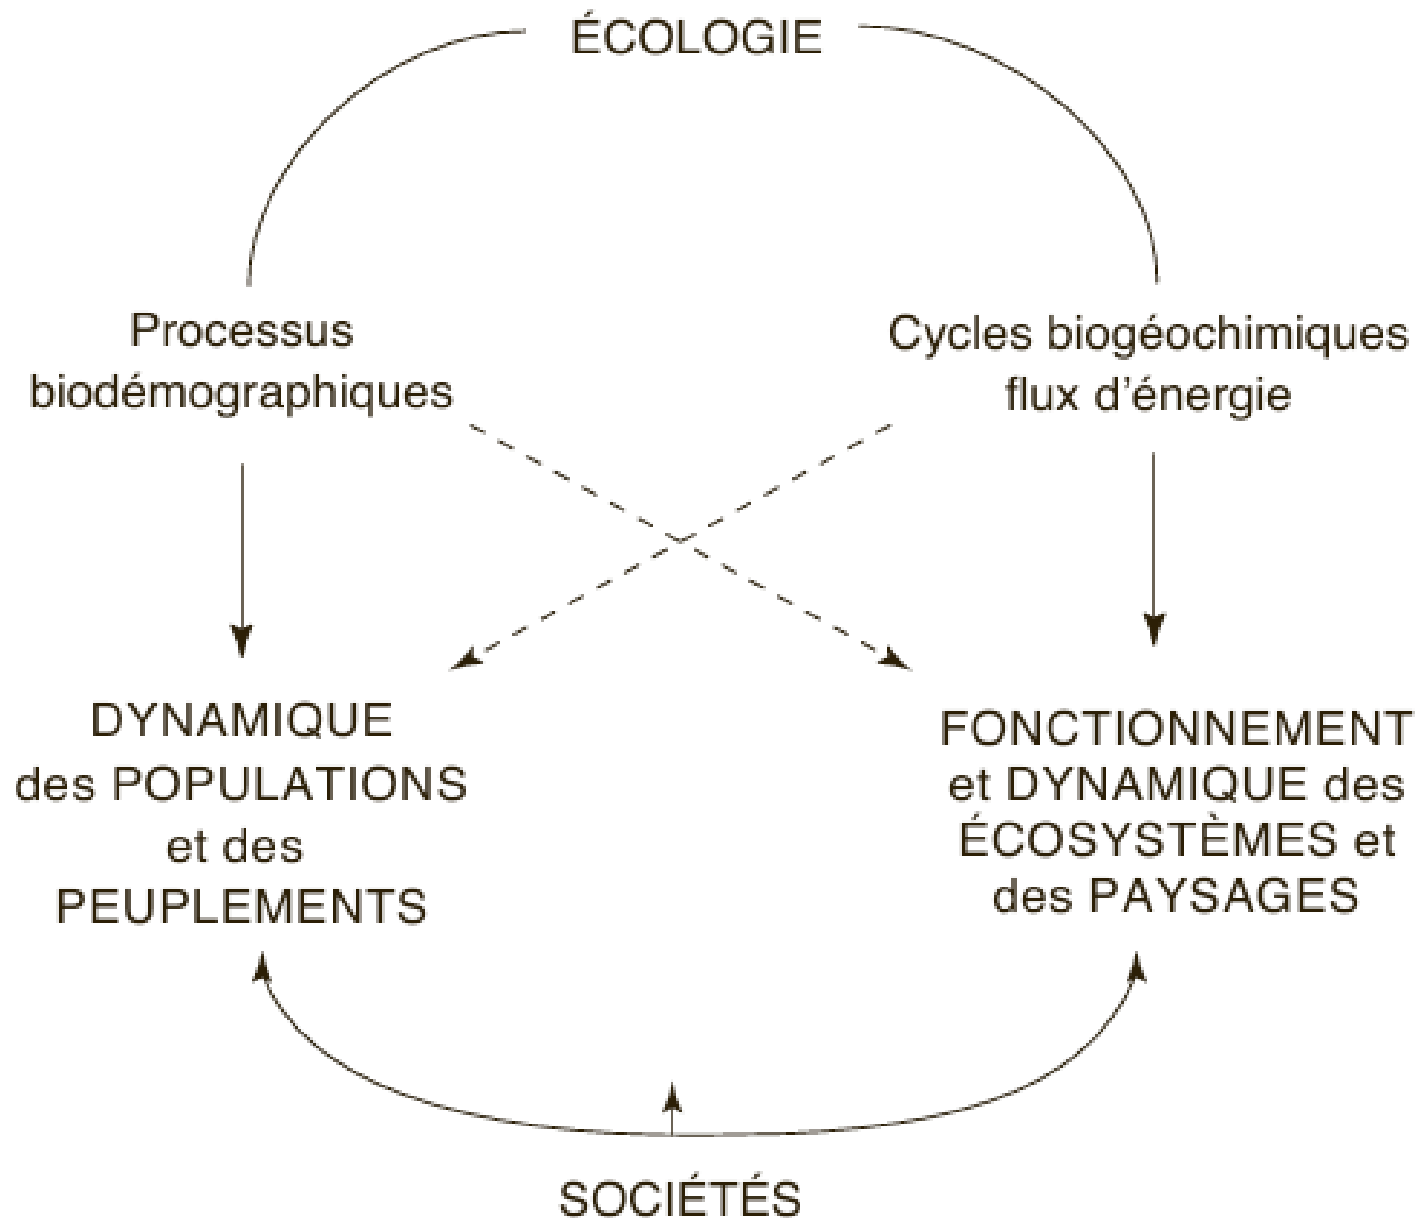 ÉCOLOGIE
Processus
biodémographiques
Cycles biogéochimiques
flux d'énergie
DYNAMIQUE
des POPULATIONS
et des
PEUPLEMENTS
FONCTIONNEMENT
et DYNAMIQUE des
ÉCOSYSTÈMES et
des PAYSAGES
SOCIÉTÉS